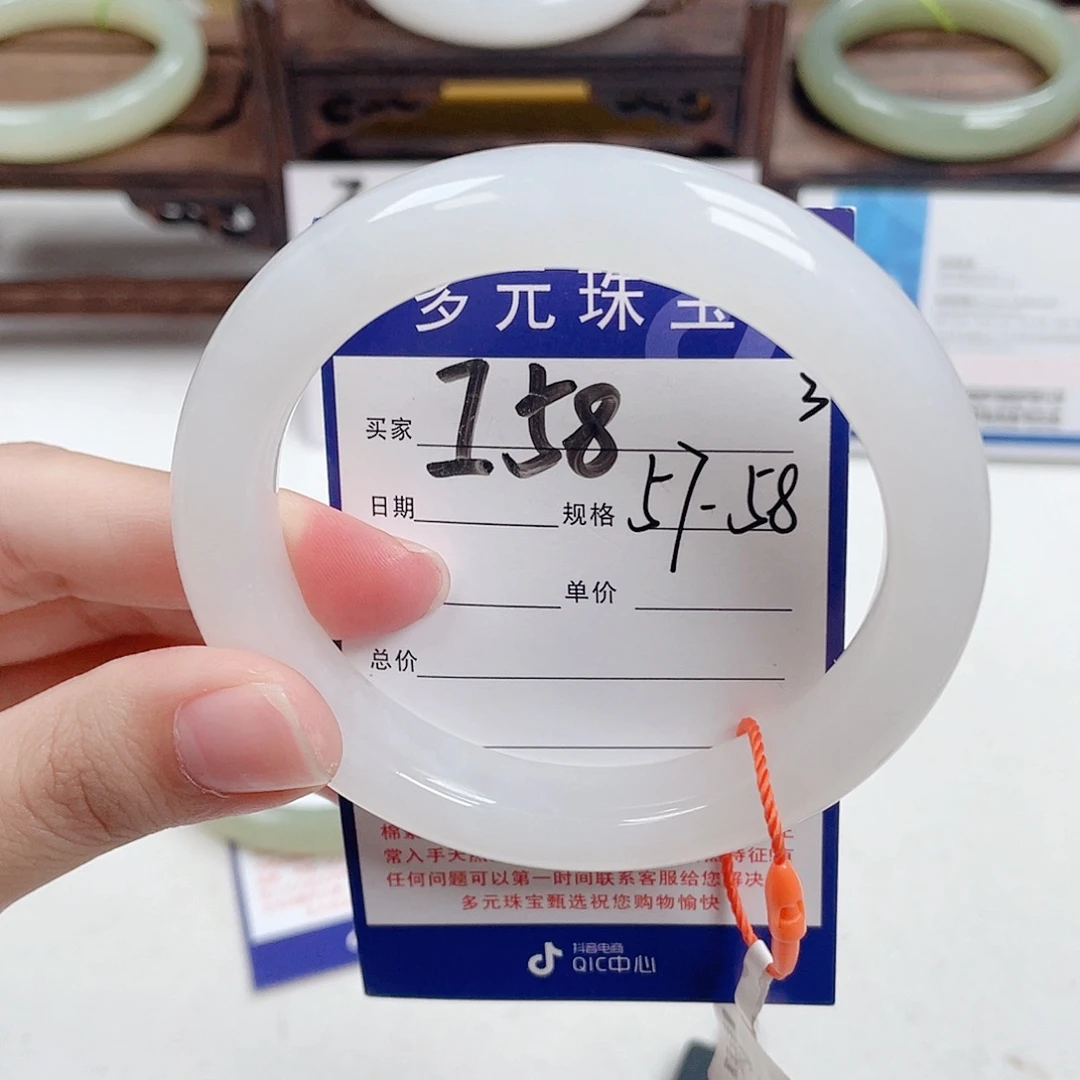 多元珠宝
买家 158
3
日期 规格 57-58
单价
总价
常入手天
任何问题可以第一时间联系客服给您解决
多元珠宝甄选祝您购物愉快
抖音电商
QIC中心